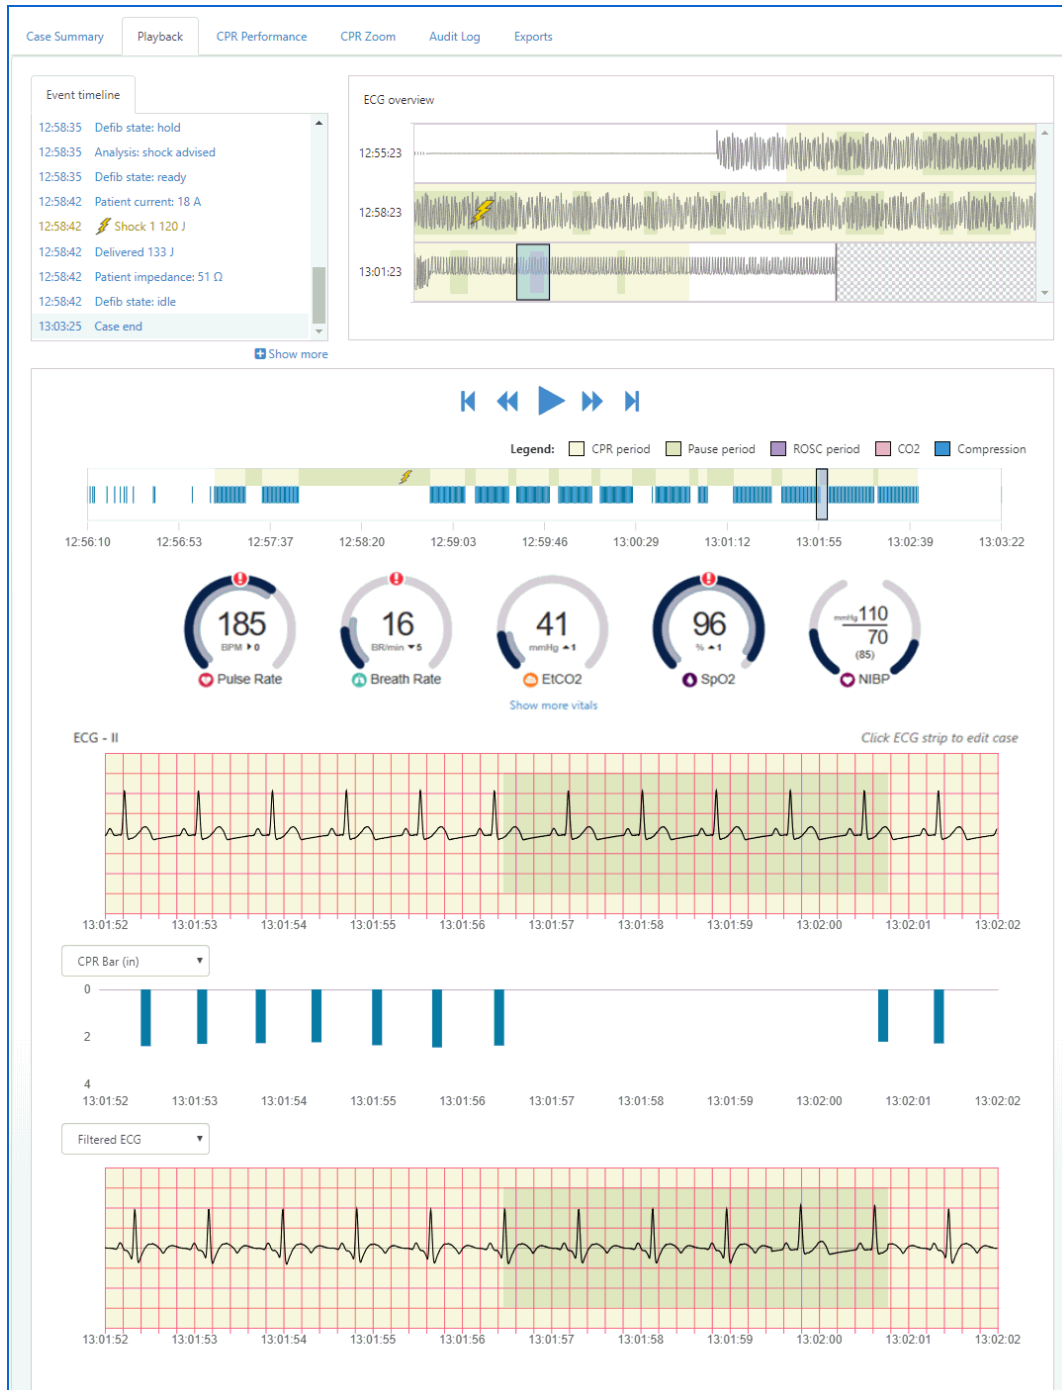 Case Summary Playback CPR Performance CPR Zoom Audit Log Exports
Event timeline
12:58:35 Defib state: hold
12:58:35 Analysis: shock advised
12:58:35 Defib state: ready
12:58:42 Patient current: 18 A
12:58:42 Shock 1 120 J
12:58:42 Delivered 133 J
12:58:42 Patient impedance: 51 Ω
12:58:42 Defib state: idle
13:03:25 Case end
Show more
ECG overview
12:55:23
12:58:23
13:01:23
Legend: CPR period Pause period ROSC period CO2 Compression
12:56:10 12:56:53 12:57:37 12:58:20 12:59:03 12:59:46 13:00:29 13:01:12 13:01:55 13:02:39 13:03:22
185
BPM 0
Pulse Rate
16
BR/min 5
Breath Rate
41
mmHg 1
EtCO2
96
% 1
SpO2
mmHg 110
70
(85)
NIBP
Show more vitals
ECG - II Click ECG strip to edit case
13:01:52 13:01:53 13:01:54 13:01:55 13:01:56 13:01:57 13:01:58 13:01:59 13:02:00 13:02:01 13:02:02
CPR Bar (in)
0
2
4
13:01:52 13:01:53 13:01:54 13:01:55 13:01:56 13:01:57 13:01:58 13:01:59 13:02:00 13:02:01 13:02:02
Filtered ECG
13:01:52 13:01:53 13:01:54 13:01:55 13:01:56 13:01:57 13:01:58 13:01:59 13:02:00 13:02:01 13:02:02